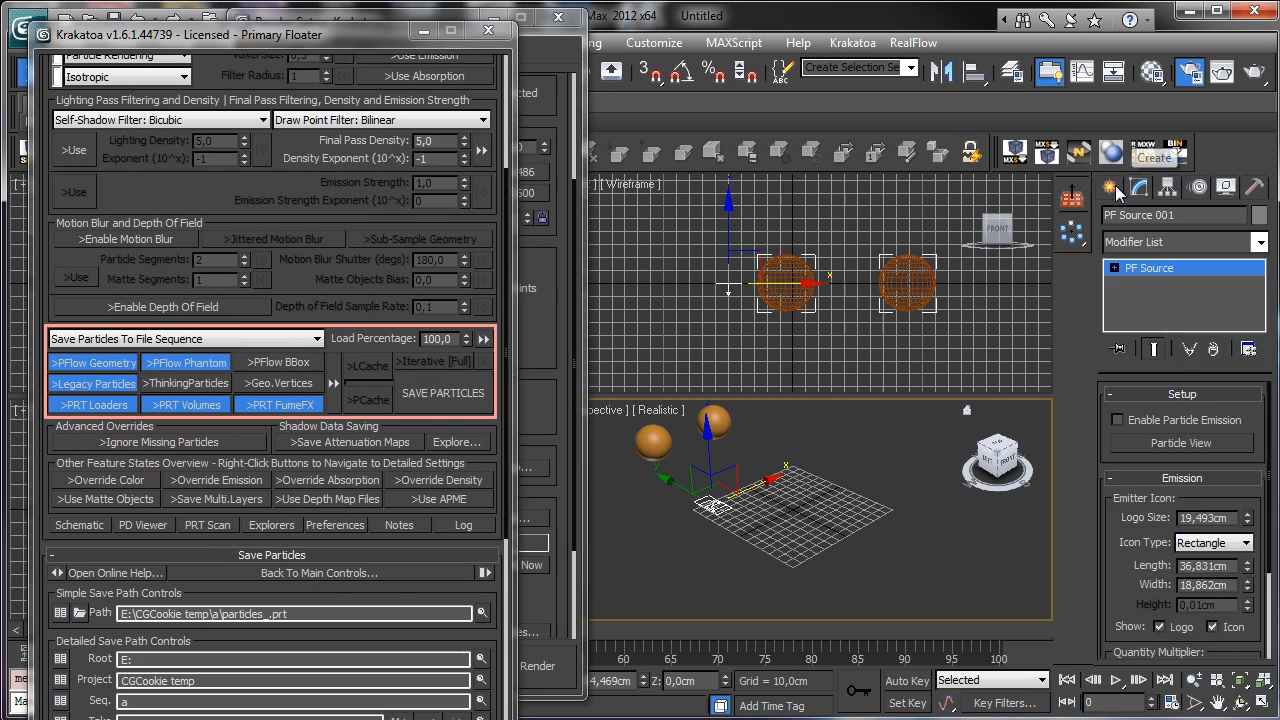 Max 2012 x64 Untitled
Krakatoa v1.6.1.44739 - Licensed - Primary Floater
Customize MAXScript Help Krakatoa RealFlow
Isotropic Filter Radius: 1 >Use Absorption
Create Selection Se
Lighting Pass Filtering and Density | Final Pass Filtering, Density and Emission Strength
Self-Shadow Filter: Bicubic Draw Point Filter: Bilinear
>Use Lighting Density: 5,0 Final Pass Density: 5,0 >>
Exponent (10^x): -1 Density Exponent (10^x): -1
>Use Emission Strength: 1,0
Emission Strength Exponent (10^x): 0
Motion Blur and Depth Of Field
>Enable Motion Blur >Jittered Motion Blur >Sub-Sample Geometry
Particle Segments: 2 Motion Blur Shutter (degs): 180,0
>Use Matte Segments: 1 Matte Objects Bias: 0,0
>Enable Depth Of Field Depth of Field Sample Rate: 0,1
Save Particles To File Sequence Load Percentage: 100,0 >>
>PFlow Geometry >PFlow Phantom >PFlow BBox >LCache >Iterative [Full]
>Legacy Particles >ThinkingParticles >Geo.Vertices >> SAVE PARTICLES
>PRT Loaders >PRT Volumes >PRT FumeFX >PCache
Advanced Overrides Shadow Data Saving
>Ignore Missing Particles >Save Attenuation Maps Explore...
Other Feature States Overview - Right-Click Buttons to Navigate to Detailed Settings
>Override Color >Override Emission >Override Absorption >Override Density
>Use Matte Objects >Save Multi.Layers >Use Depth Map Files >Use APME
Schematic PD Viewer PRT Scan Explorers Preferences Notes Log
- Save Particles
Open Online Help... Back To Main Controls...
Simple Save Path Controls
Path E:\CGCookie temp\a\particles_.prt
Detailed Save Path Controls
Root E:
Project CGCookie temp
Seq. a
486
600
Now
Render
] [Wireframe ]
FRONT
] [Realistic ]
MXS MXS R.MXW BIN
Create
PF Source 001
Modifier List
+ PF Source
- Setup
Enable Particle Emission
Particle View
- Emission
Emitter Icon:
Logo Size: 19,493cm
Icon Type: Rectangle
Length: 36,831cm
Width: 18,862cm
Height: 0,01cm
Show: Logo Icon
Quantity Multiplier:
60 65 70 75 80 85 90 95 100
4,469cm Z: 0,0cm Grid = 10,0cm Auto Key Selected
Add Time Tag Set Key Key Filters... 0